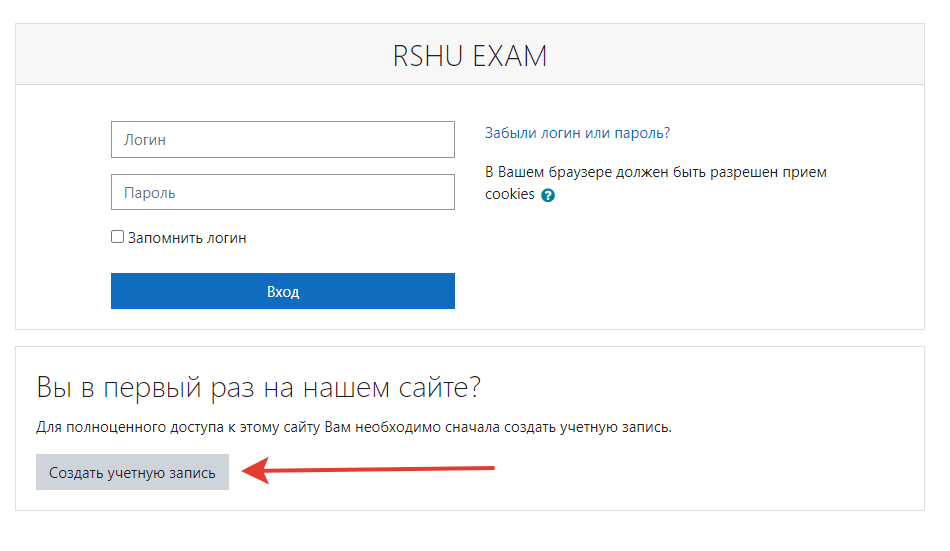 RSHU EXAM
Логин
Забыли логин или пароль?
Пароль
В Вашем браузере должен быть разрешен прием
cookies ?
Запомнить логин
Вход
Вы в первый раз на нашем сайте?
Для полноценного доступа к этому сайту Вам необходимо сначала создать учетную запись.
Создать учетную запись